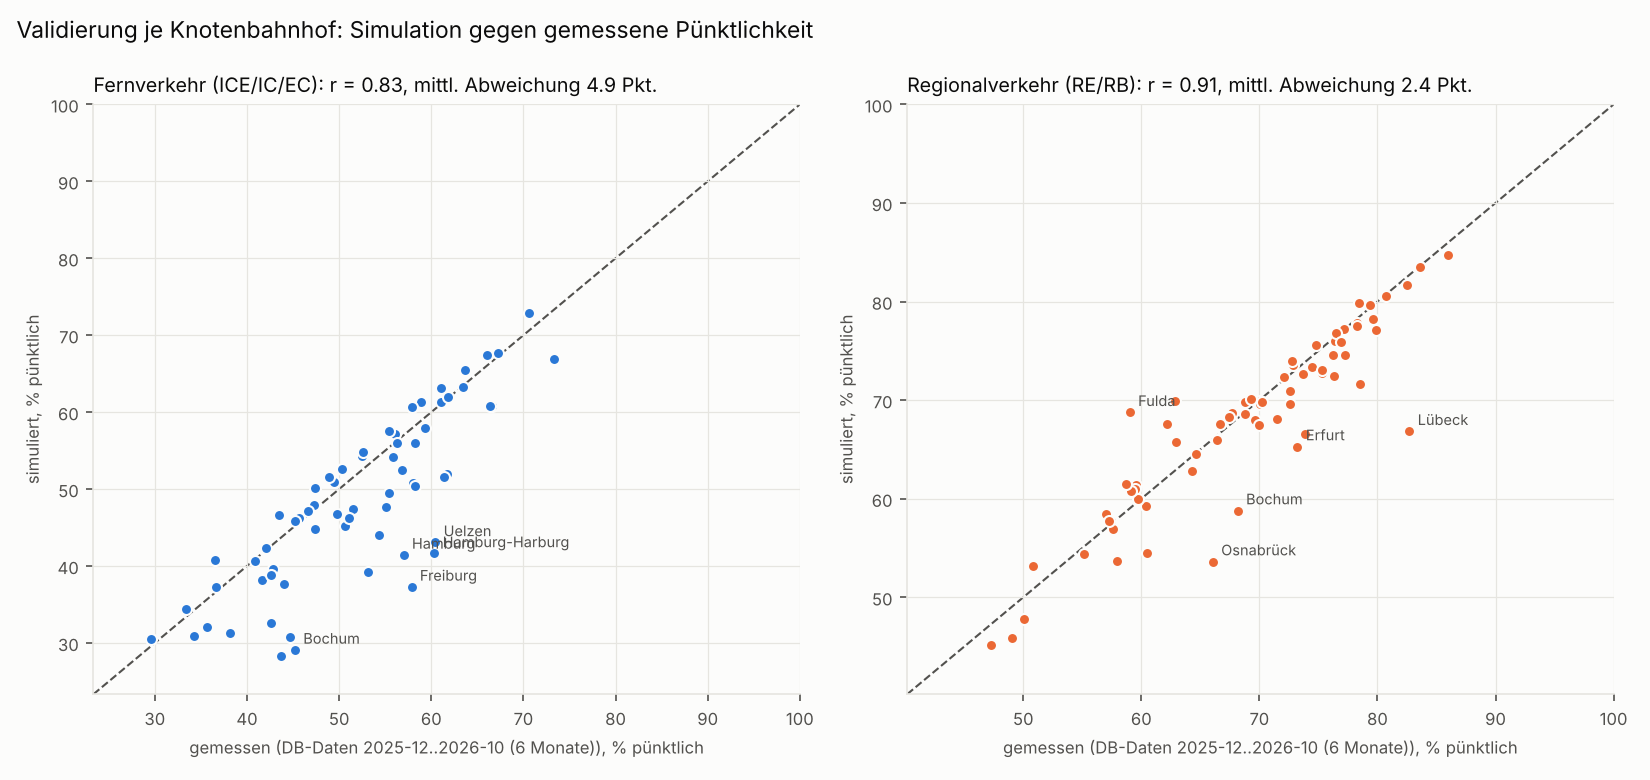 Validierung je Knotenbahnhof: Simulation gegen gemessene Pünktlichkeit
Fernverkehr (ICE/IC/EC): r = 0.83, mittl. Abweichung 4.9 Pkt.
simuliert, % pünktlich
100
90
80
70
60
50
40
30
Uelzen
Hamburg-Harburg
Hamburg
Freiburg
Bochum
30 40 50 60 70 80 90 100
gemessen (DB-Daten 2025-12..2026-10 (6 Monate)), % pünktlich
Regionalverkehr (RE/RB): r = 0.91, mittl. Abweichung 2.4 Pkt.
simuliert, % pünktlich
100
90
80
70
60
50
Fulda
Lübeck
Erfurt
Bochum
Osnabrück
50 60 70 80 90 100
gemessen (DB-Daten 2025-12..2026-10 (6 Monate)), % pünktlich